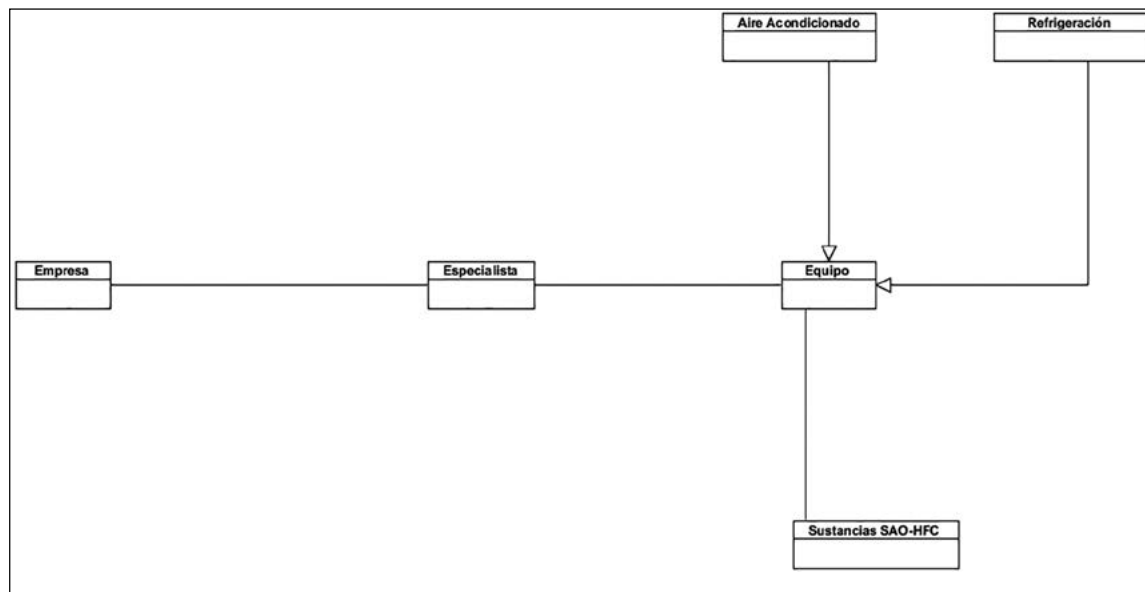 Aire Acondicionado
Refrigeración
Empresa
Especialista
Equipo
Sustancias SAO-HFC